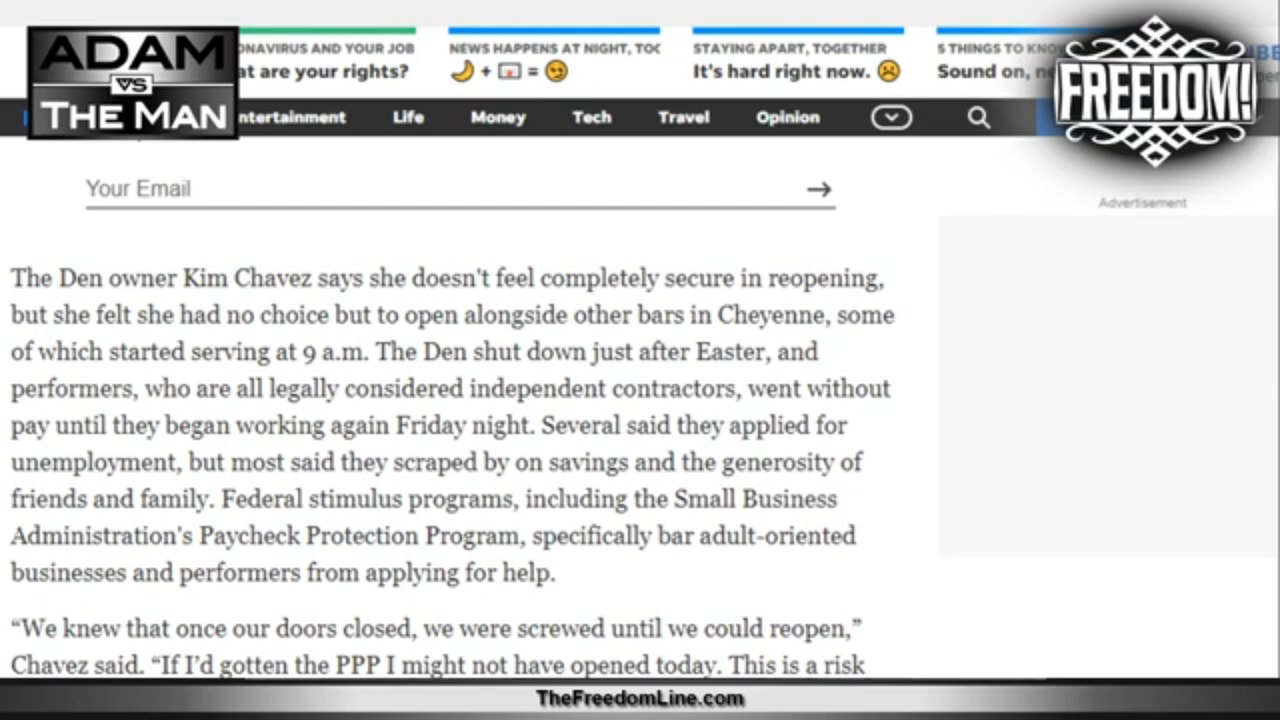 ADAM
VS
THE MAN
ONAVIRUS AND YOUR JOB
at are your rights?
NEWS HAPPENS AT NIGHT, TOO
+ =
STAYING APART, TOGETHER
It's hard right now.
5 THINGS TO KNOW
Sound on,
FREEDOM!
ntertainment Life Money Tech Travel Opinion
Your Email →
Advertisement
The Den owner Kim Chavez says she doesn't feel completely secure in reopening,
but she felt she had no choice but to open alongside other bars in Cheyenne, some
of which started serving at 9 a.m. The Den shut down just after Easter, and
performers, who are all legally considered independent contractors, went without
pay until they began working again Friday night. Several said they applied for
unemployment, but most said they scraped by on savings and the generosity of
friends and family. Federal stimulus programs, including the Small Business
Administration's Paycheck Protection Program, specifically bar adult-oriented
businesses and performers from applying for help.
“We knew that once our doors closed, we were screwed until we could reopen,”
Chavez said. “If I’d gotten the PPP I might not have opened today. This is a risk
TheFreedomLine.com